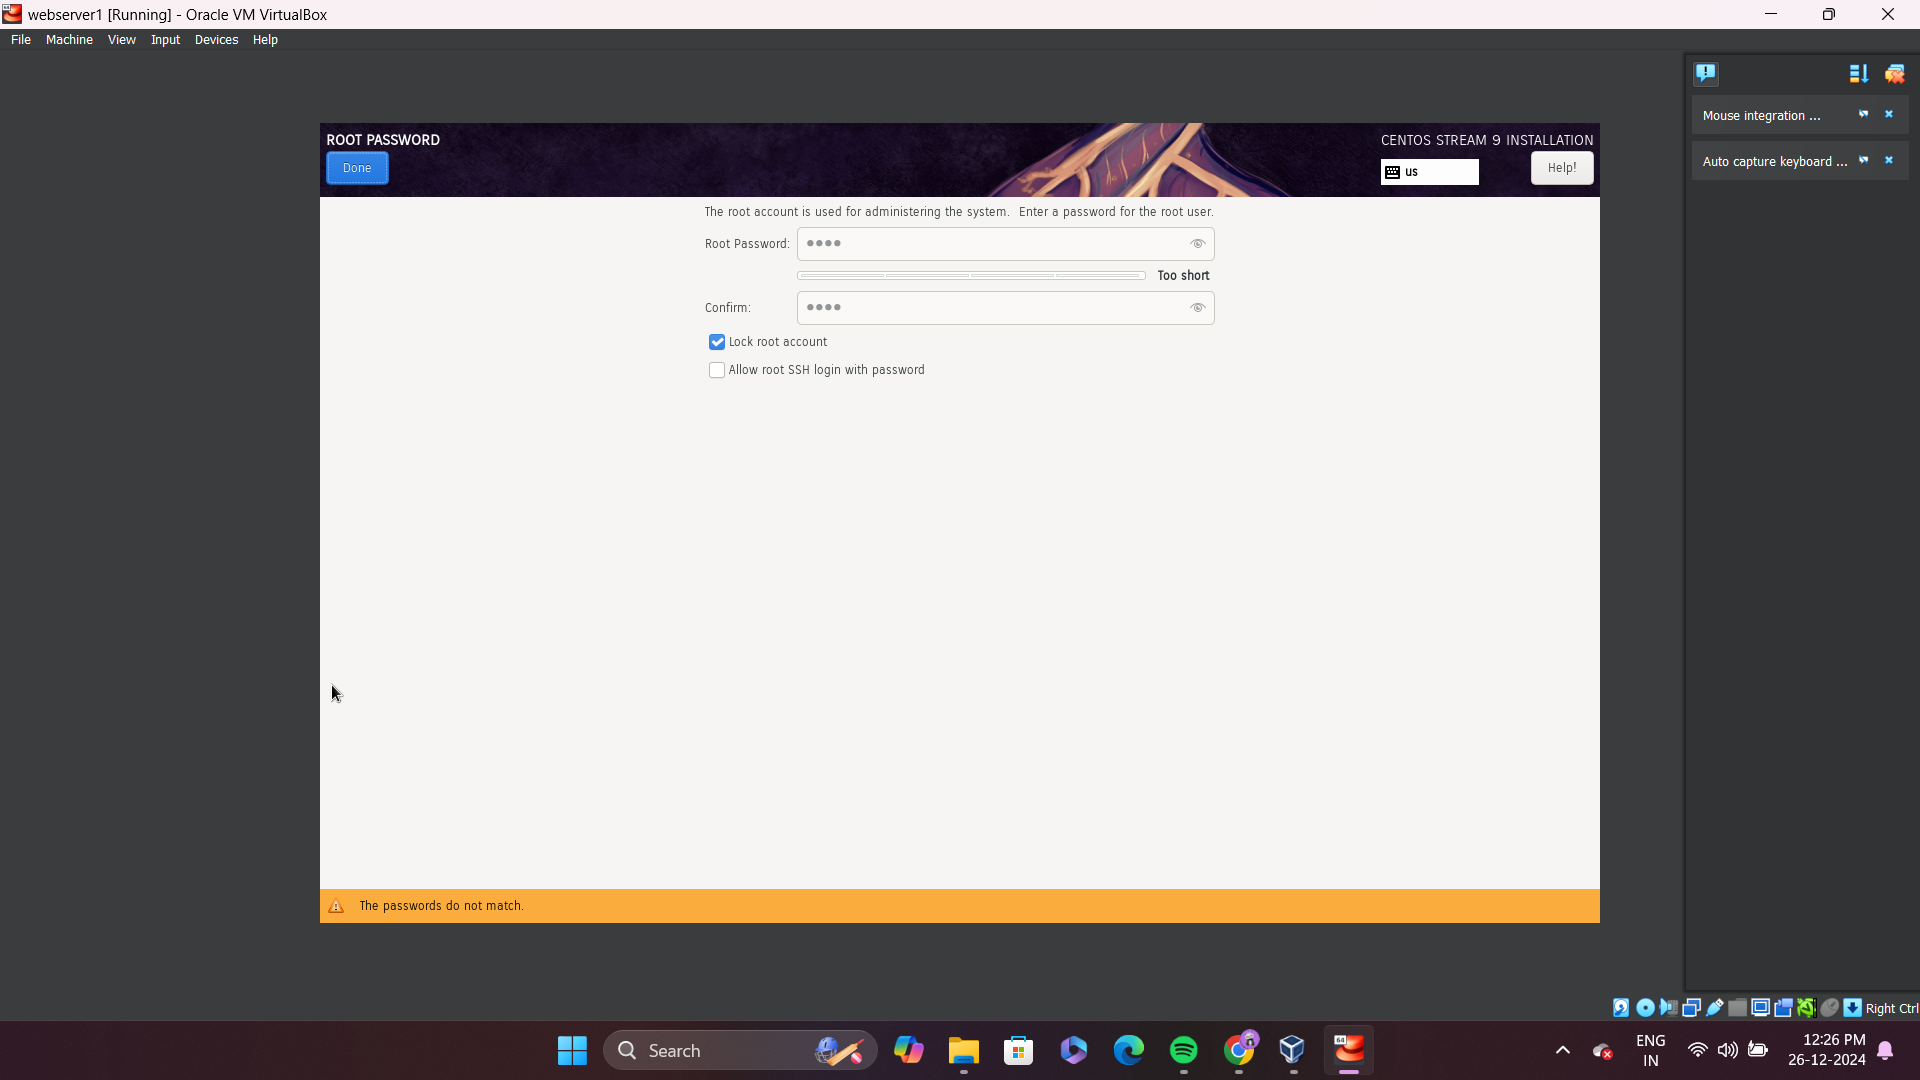 webserver1 [Running] - Oracle VM VirtualBox
File Machine View Input Devices Help
Mouse integration ...
Auto capture keyboard ...
ROOT PASSWORD
CENTOS STREAM 9 INSTALLATION
Done
us
Help!
The root account is used for administering the system. Enter a password for the root user.
Root Password: ●●●●
Too short
Confirm: ●●●●
Lock root account
Allow root SSH login with password
The passwords do not match.
Right Ctrl
Search
64
ENG
IN
12:26 PM
26-12-2024